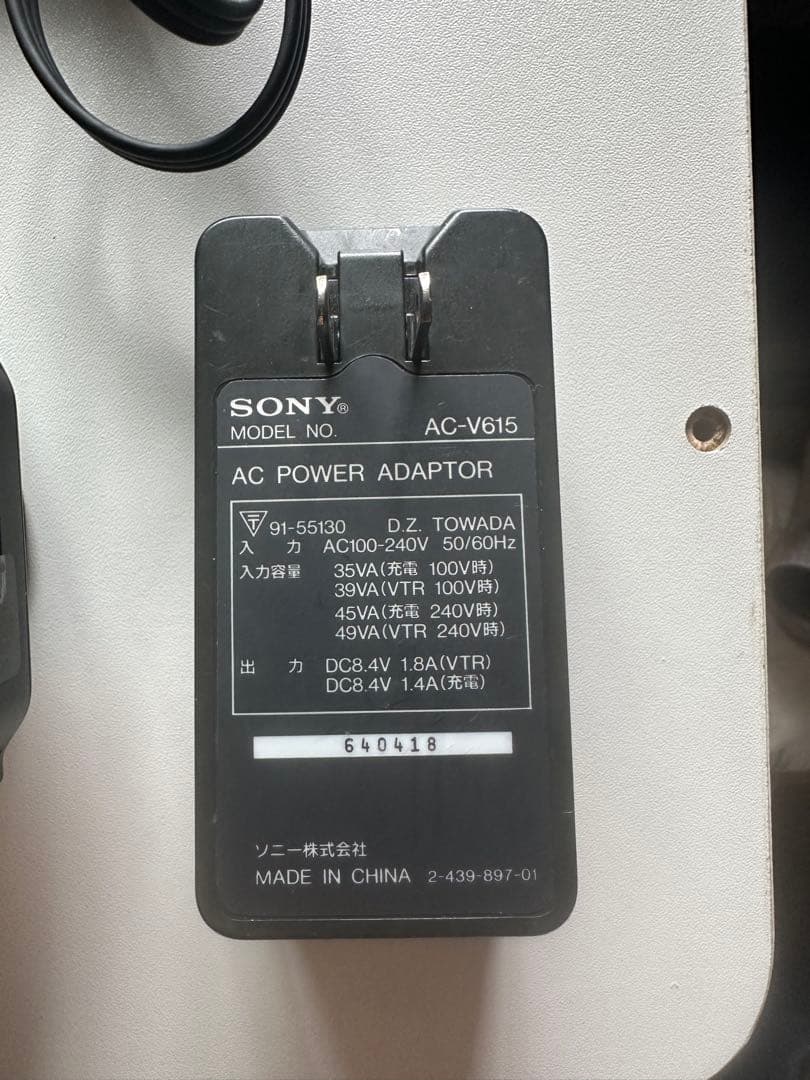 SONY®
MODEL NO. AC-V615
AC POWER ADAPTOR
〒 91-55130 D.Z. TOWADA
入 力 AC100-240V 50/60Hz
入力容量 35VA(充電 100V時)
39VA(VTR 100V時)
45VA(充電 240V時)
49VA(VTR 240V時)
出 力 DC8.4V 1.8A(VTR)
DC8.4V 1.4A(充電)
640418
ソニー株式会社
MADE IN CHINA 2-439-897-01